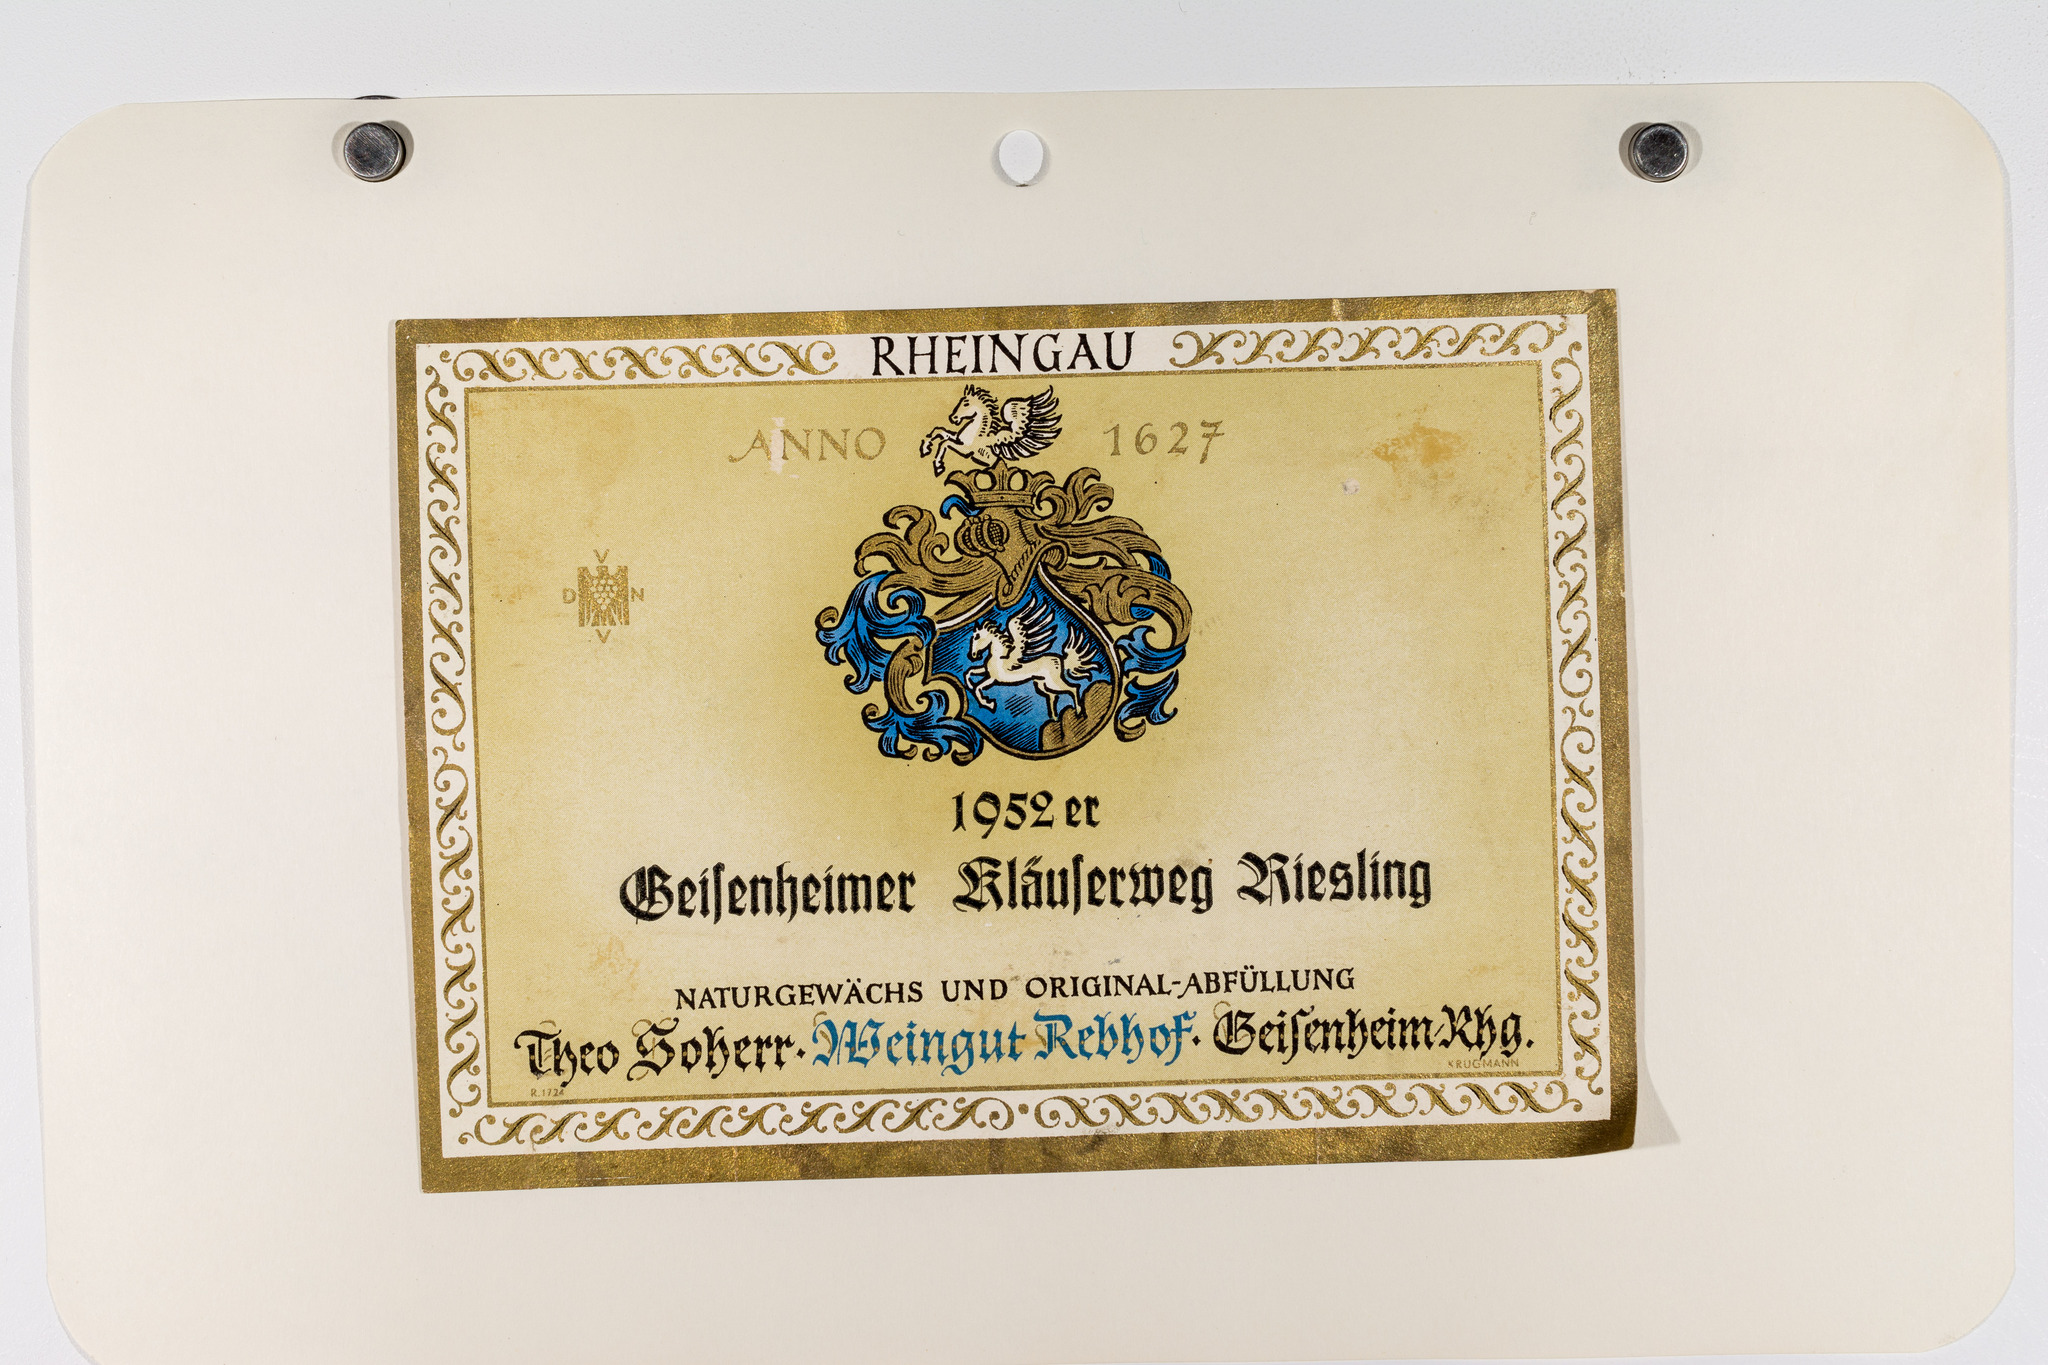 RHEINGAU
ANNO 1627
V
D N
V
1952er
Geiſenheimer Kläuſerweg Riesling
NATURGEWÄCHS UND ORIGINAL-ABFÜLLUNG
Theo Soherr · Weingut Rebhof · Geiſenheim-Rhg.
R.1724 KRUGMANN